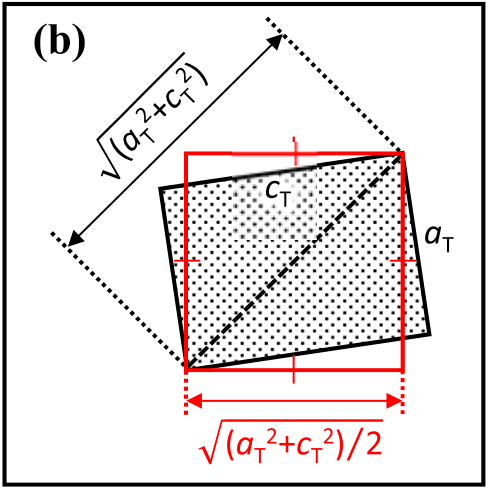 (b)
√(aT²+cT²)
cT
aT
√(aT²+cT²)/2